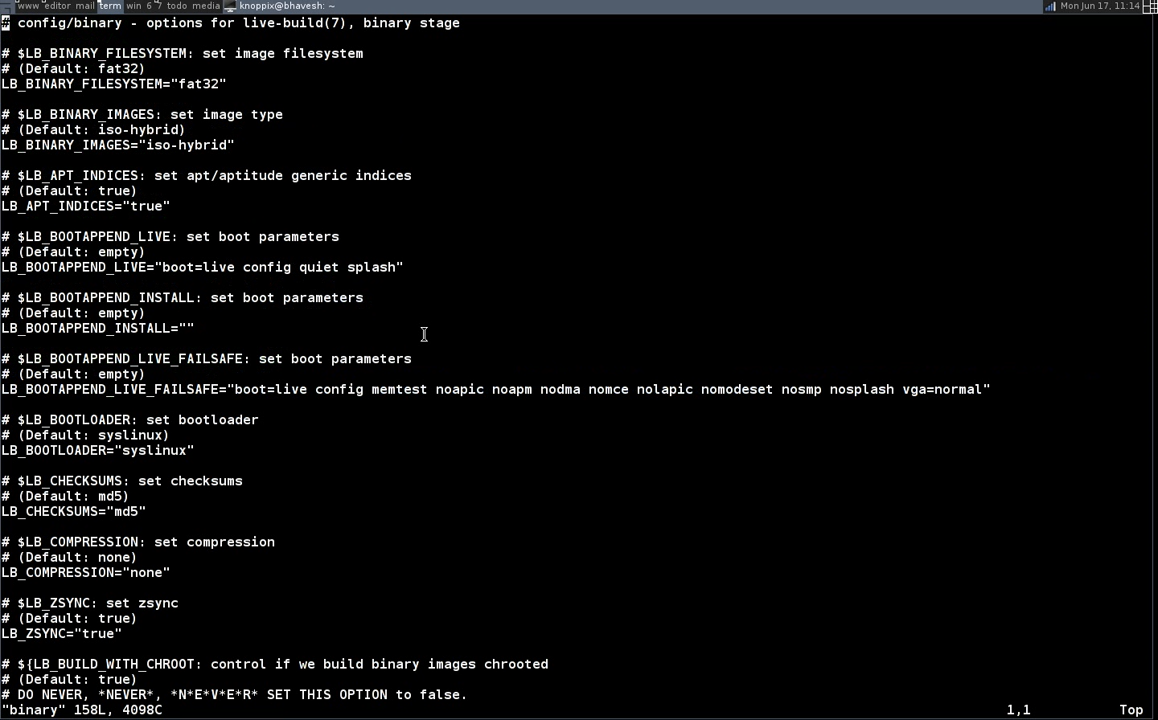 www editor mail term win 6 7 todo media knoppix@bhavesh: ~ Mon Jun 17, 11:14
# config/binary - options for live-build(7), binary stage
# $LB_BINARY_FILESYSTEM: set image filesystem
# (Default: fat32)
LB_BINARY_FILESYSTEM="fat32"
# $LB_BINARY_IMAGES: set image type
# (Default: iso-hybrid)
LB_BINARY_IMAGES="iso-hybrid"
# $LB_APT_INDICES: set apt/aptitude generic indices
# (Default: true)
LB_APT_INDICES="true"
# $LB_BOOTAPPEND_LIVE: set boot parameters
# (Default: empty)
LB_BOOTAPPEND_LIVE="boot=live config quiet splash"
# $LB_BOOTAPPEND_INSTALL: set boot parameters
# (Default: empty)
LB_BOOTAPPEND_INSTALL=""
# $LB_BOOTAPPEND_LIVE_FAILSAFE: set boot parameters
# (Default: empty)
LB_BOOTAPPEND_LIVE_FAILSAFE="boot=live config memtest noapic noapm nodma nomce nolapic nomodeset nosmp nosplash vga=normal"
# $LB_BOOTLOADER: set bootloader
# (Default: syslinux)
LB_BOOTLOADER="syslinux"
# $LB_CHECKSUMS: set checksums
# (Default: md5)
LB_CHECKSUMS="md5"
# $LB_COMPRESSION: set compression
# (Default: none)
LB_COMPRESSION="none"
# $LB_ZSYNC: set zsync
# (Default: true)
LB_ZSYNC="true"
# ${LB_BUILD_WITH_CHROOT: control if we build binary images chrooted
# (Default: true)
# DO NEVER, *NEVER*, *N*E*V*E*R* SET THIS OPTION to false.
"binary" 158L, 4098C 1,1 Top